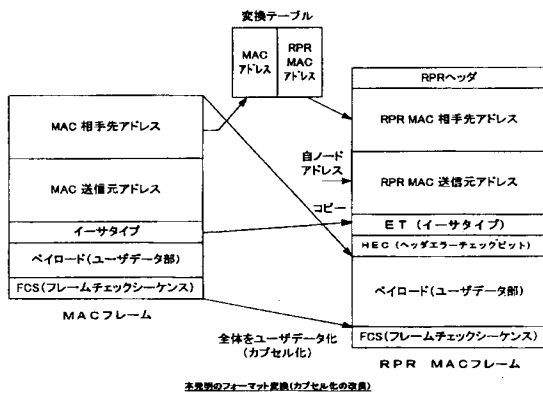 変換テーブル
MAC
アドレス
RPR
MAC
アドレス
MAC 相手先アドレス
MAC 送信元アドレス
イーサタイプ
ペイロード(ユーザデータ部)
FCS(フレームチェックシーケンス)
MACフレーム
自ノード
アドレス
コピー
全体をユーザデータ化
(カプセル化)
RPRヘッダ
RPR MAC 相手先アドレス
RPR MAC 送信元アドレス
ET (イーサタイプ)
HEC (ヘッダエラーチェックビット)
ペイロード(ユーザデータ部)
FCS(フレームチェックシーケンス)
RPR MACフレーム
本発明のフォーマット変換(カプセル化の改良)